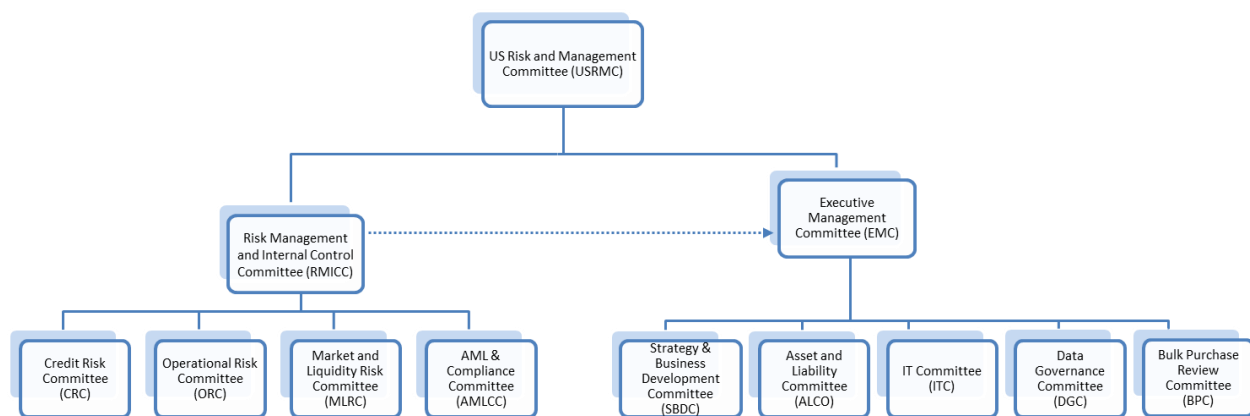 US Risk and Management
Committee (USRMC)
Executive
Management
Committee (EMC)
Risk Management
and Internal Control
Committee (RMICC)
Credit Risk
Committee
(CRC)
Operational Risk
Committee
(ORC)
Market and
Liquidity Risk
Committee
(MLRC)
AML &
Compliance
Committee
(AMLCC)
Strategy &
Business
Development
Committee
(SBDC)
Asset and
Liability
Committee
(ALCO)
IT Committee
(ITC)
Data
Governance
Committee
(DGC)
Bulk Purchase
Review
Committee
(BPC)